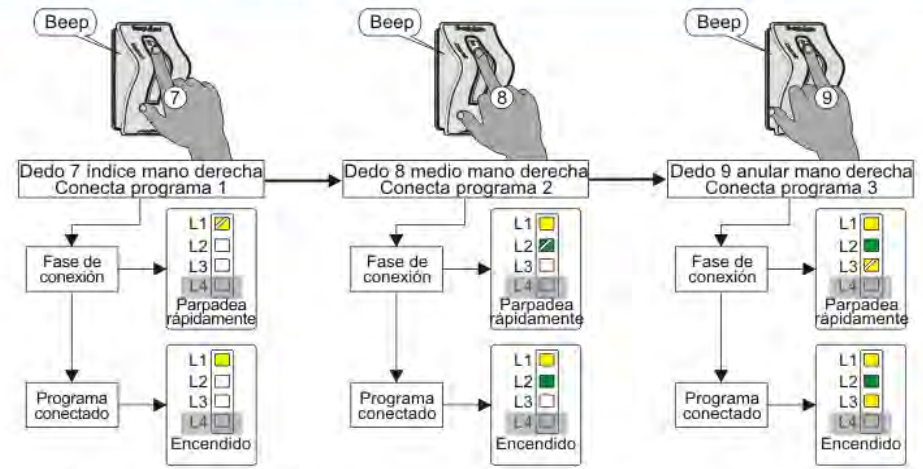 Beep
Beep
Beep
7
8
9
Dedo 7 índice mano derecha
Conecta programa 1
Dedo 8 medio mano derecha
Conecta programa 2
Dedo 9 anular mano derecha
Conecta programa 3
Fase de
conexión
L1
L2
L3
L4
Parpadea
rápidamente
Fase de
conexión
L1
L2
L3
L4
Parpadea
rápidamente
Fase de
conexión
L1
L2
L3
L4
Parpadea
rápidamente
Programa
conectado
L1
L2
L3
L4
Encendido
Programa
conectado
L1
L2
L3
L4
Encendido
Programa
conectado
L1
L2
L3
L4
Encendido